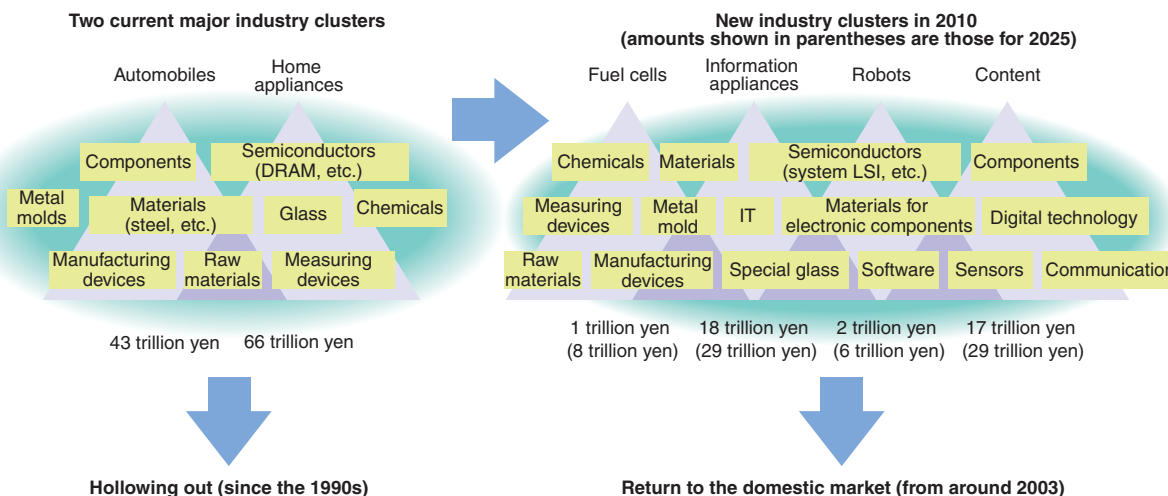 Two current major industry clusters
Automobiles
Home
appliances
Components
Semiconductors
(DRAM, etc.)
Metal
molds
Materials
(steel, etc.)
Glass
Chemicals
Manufacturing
devices
Raw
materials
Measuring
devices
43 trillion yen
66 trillion yen
Hollowing out (since the 1990s)
New industry clusters in 2010
(amounts shown in parentheses are those for 2025)
Fuel cells
Information
appliances
Robots
Content
Chemicals
Materials
Semiconductors
(system LSI, etc.)
Components
Measuring
devices
Metal
mold
IT
Materials for
electronic components
Digital technology
Raw
materials
Manufacturing
devices
Special glass
Software
Sensors
Communication
1 trillion yen
(8 trillion yen)
18 trillion yen
(29 trillion yen)
2 trillion yen
(6 trillion yen)
17 trillion yen
(29 trillion yen)
Return to the domestic market (from around 2003)